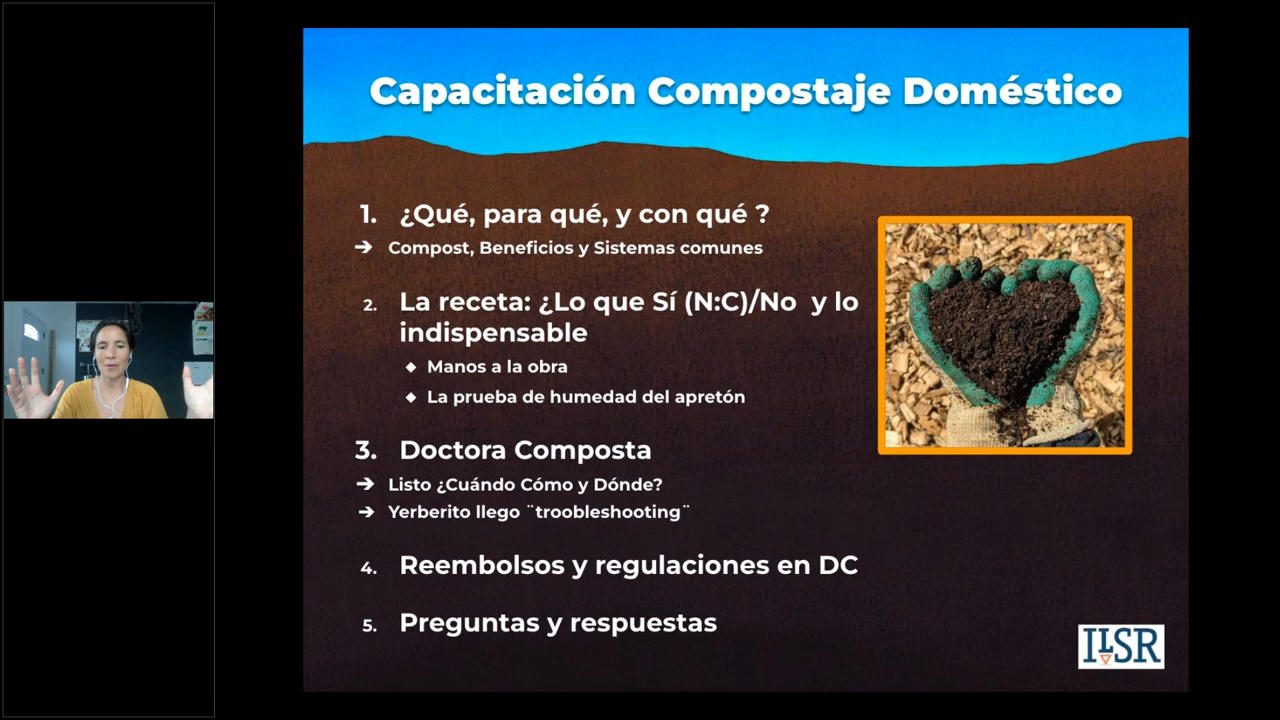 Capacitación Compostaje Doméstico
1. ¿Qué, para qué, y con qué ?
➔ Compost, Beneficios y Sistemas comunes
2. La receta: ¿Lo que Sí (N:C)/No y lo
indispensable
◆ Manos a la obra
◆ La prueba de humedad del apretón
3. Doctora Composta
➔ Listo ¿Cuándo Cómo y Dónde?
➔ Yerberito llego ¨troobleshooting¨
4. Reembolsos y regulaciones en DC
5. Preguntas y respuestas
ILSR